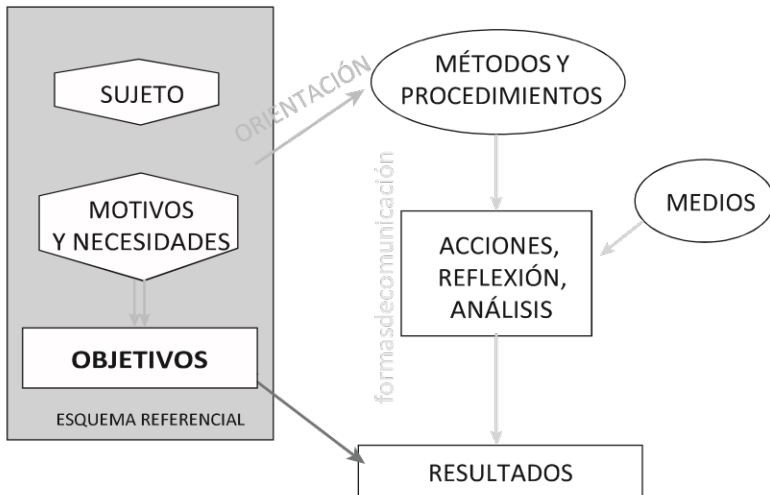 SUJETO
MOTIVOS
Y NECESIDADES
OBJETIVOS
ESQUEMA REFERENCIAL
ORIENTACIÓN
MÉTODOS Y
PROCEDIMIENTOS
formasdecomunicación
MEDIOS
ACCIONES,
REFLEXIÓN,
ANÁLISIS
RESULTADOS